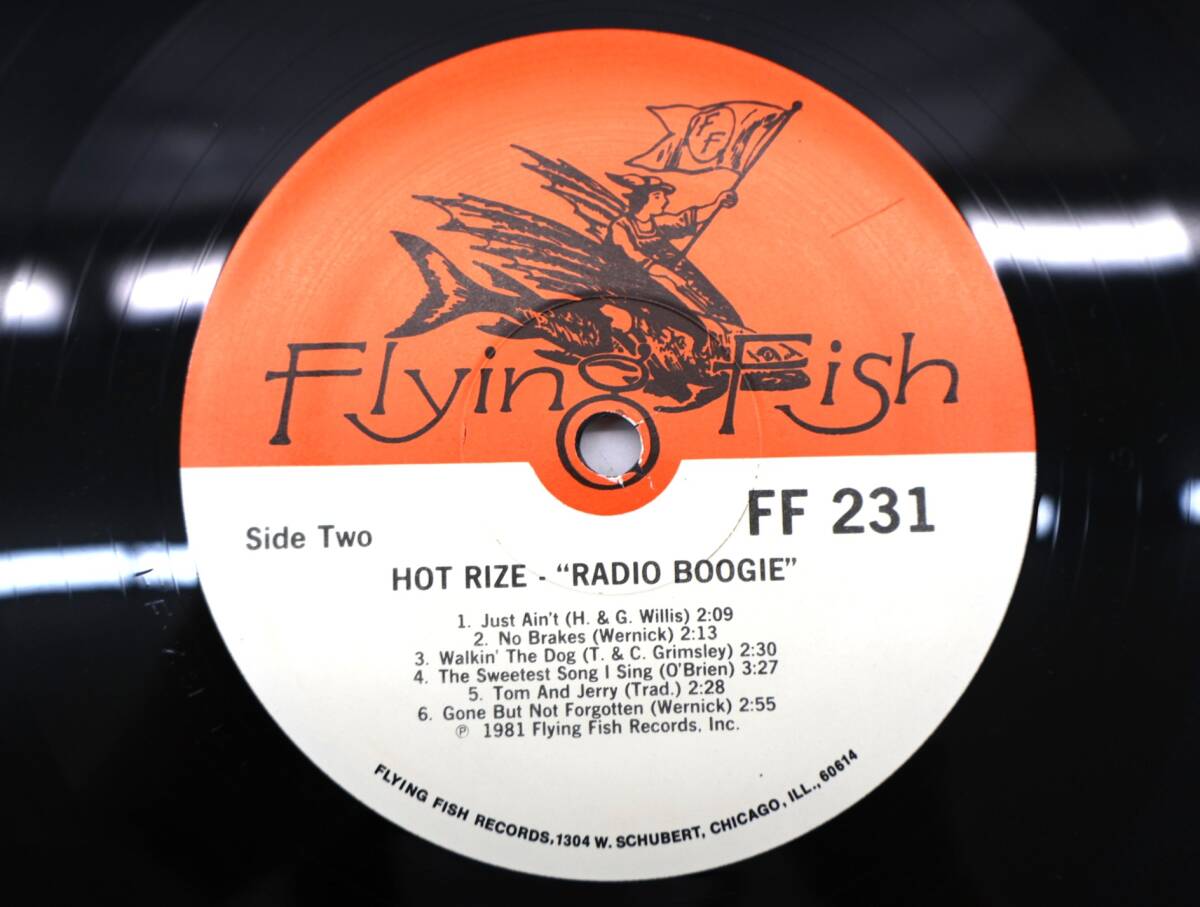 FF
Flying Fish
Side Two
FF 231
HOT RIZE - "RADIO BOOGIE"
1. Just Ain't (H. & G. Willis) 2:09
2. No Brakes (Wernick) 2:13
3. Walkin' The Dog (T. & C. Grimsley) 2:30
4. The Sweetest Song I Sing (O'Brien) 3:27
5. Tom And Jerry (Trad.) 2:28
6. Gone But Not Forgotten (Wernick) 2:55
℗ 1981 Flying Fish Records, Inc.
FLYING FISH RECORDS, 1304 W. SCHUBERT, CHICAGO, ILL., 60614